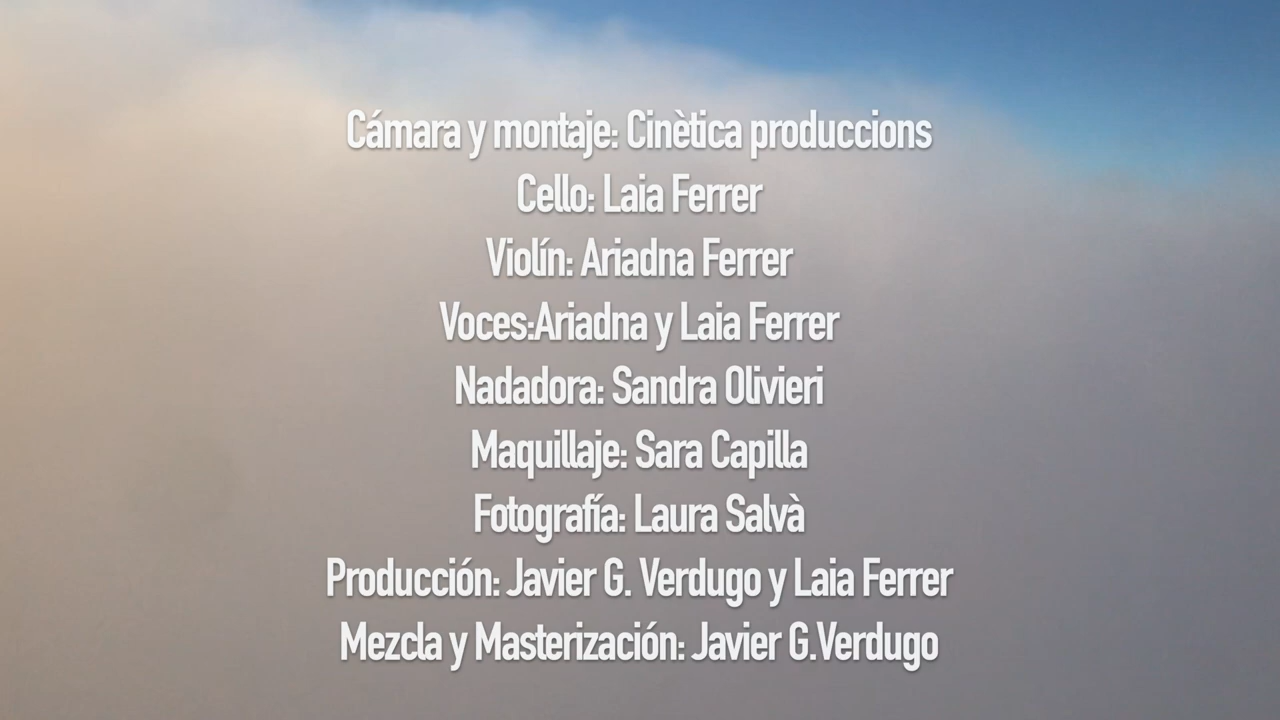 Cámara y montaje: Cinètica produccions
Cello: Laia Ferrer
Violín: Ariadna Ferrer
Voces:Ariadna y Laia Ferrer
Nadadora: Sandra Olivieri
Maquillaje: Sara Capilla
Fotografía: Laura Salvà
Producción: Javier G. Verdugo y Laia Ferrer
Mezcla y Masterización: Javier G.Verdugo